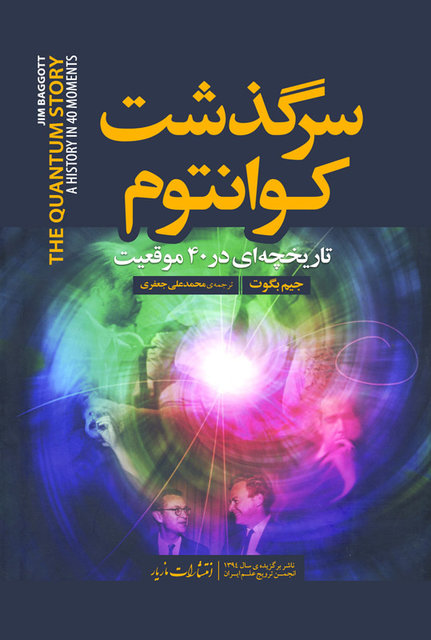 JIM BAGGOTT
THE QUANTUM STORY
A HISTORY IN 40 MOMENTS
سرگذشت
کوانتوم
تاریخچه‌ای در ۴۰ موقعیت
جیم بگوت | ترجمه‌ی محمدعلی جعفری
ناشر برگزیده‌ی سال ۱۳۹۴
انجمن ترویج علم ایران
انتشارات مازیار